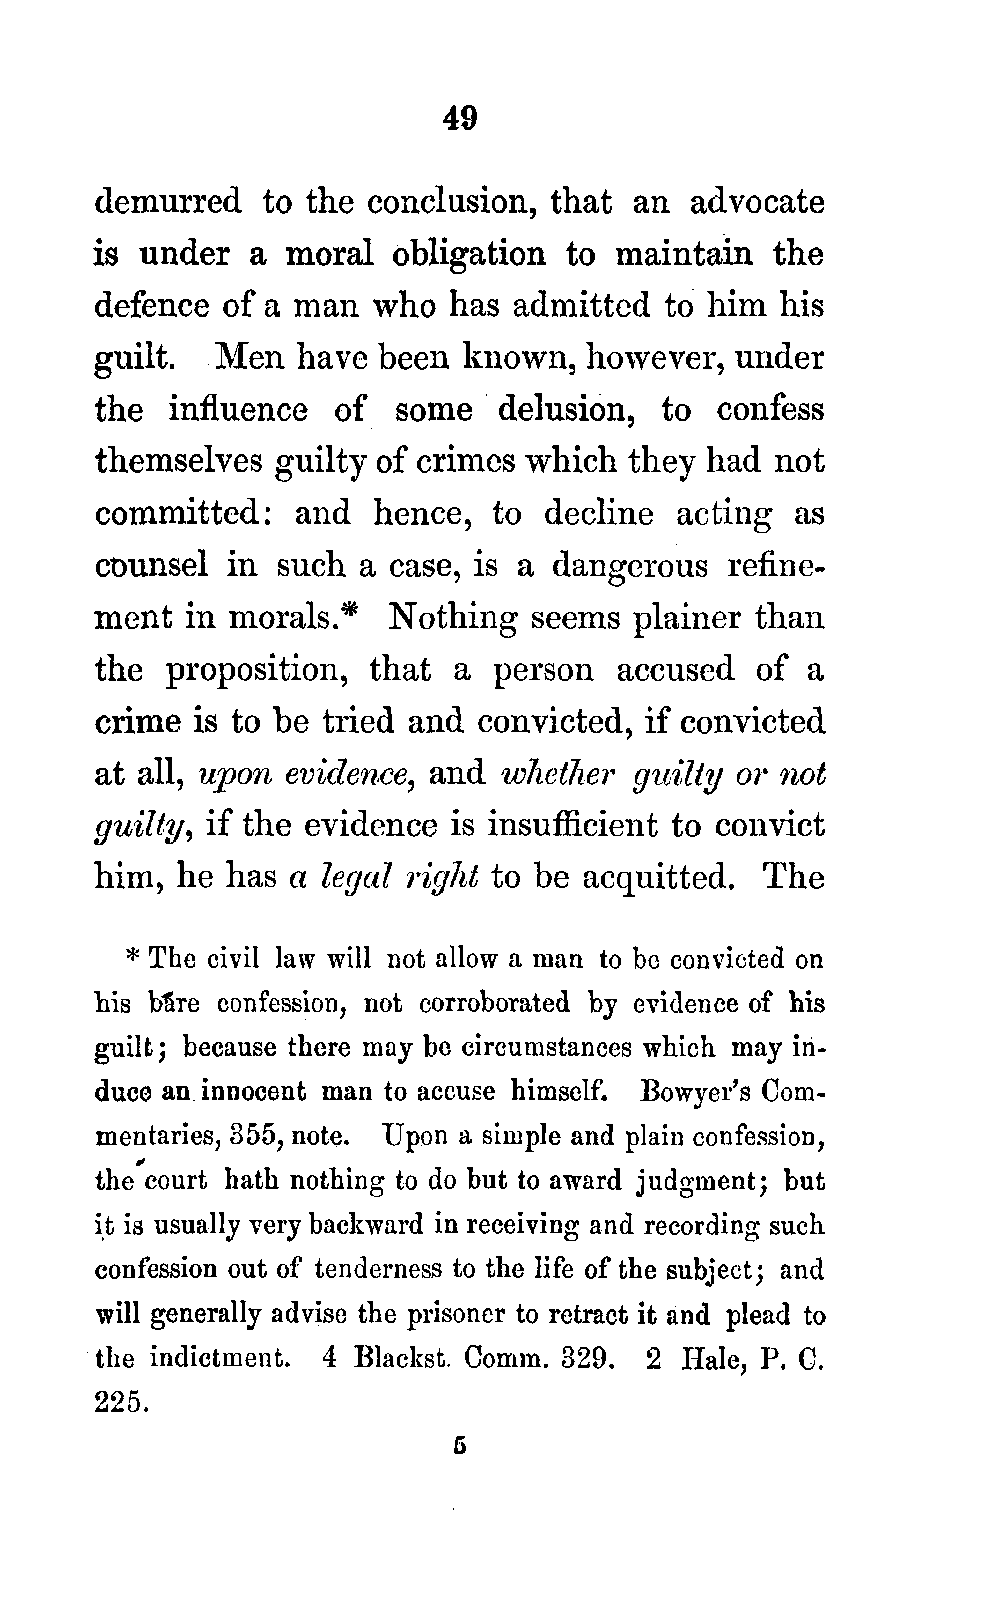 49
demurred to the conclusion, that an advocate
is under a moral obligation to maintain the
defence of a man who has admitted to him his
guilt. Men have been known, however, under
the influence of some delusion, to confess
themselves guilty of crimes which they had not
committed: and hence, to decline acting as
counsel in such a case, is a dangerous refine-
ment in morals.* Nothing seems plainer than
the proposition, that a person accused of a
crime is to be tried and convicted, if convicted
at all, upon evidence, and whether guilty or not
guilty, if the evidence is insufficient to convict
him, he has a legal right to be acquitted. The
* The civil law will not allow a man to be convicted on
his bare confession, not corroborated by evidence of his
guilt; because there may be circumstances which may in-
duce an innocent man to accuse himself. Bowyer's Com-
mentaries, 355, note. Upon a simple and plain confession,
the court hath nothing to do but to award judgment; but
it is usually very backward in receiving and recording such
confession out of tenderness to the life of the subject; and
will generally advise the prisoner to retract it and plead to
the indictment. 4 Blackst. Comm. 329. 2 Hale, P. C.
225.
5